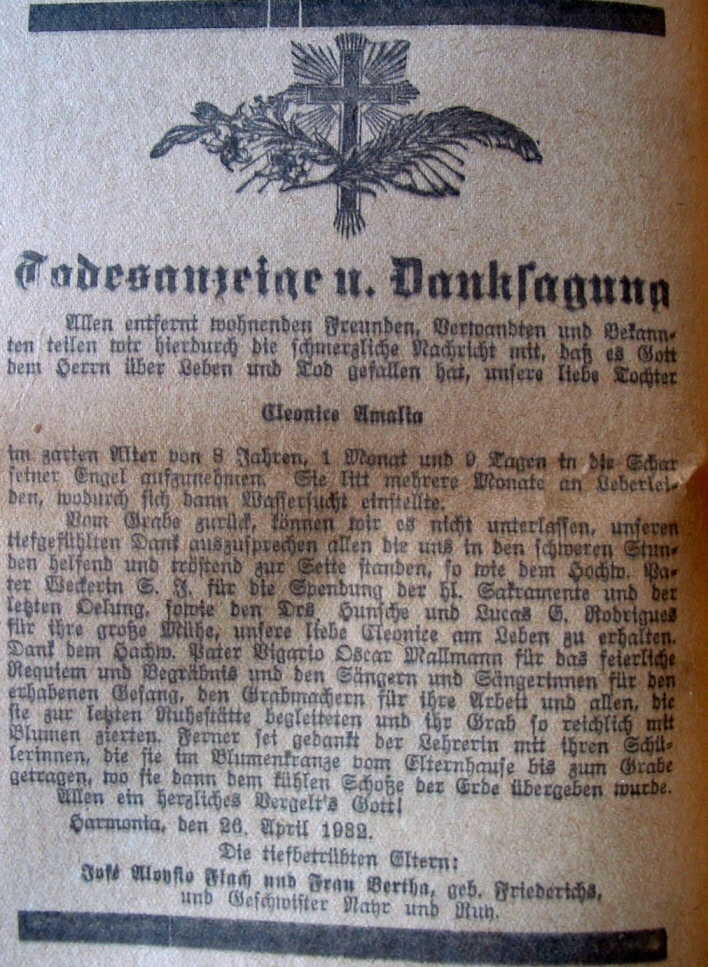 Todesanzeige u. Danksagung
Allen entfernt wohnenden Freunden, Verwandten und Bekann-
ten teilen wir hierdurch die schmerzliche Nachricht mit, daß es Gott
dem Herrn über Leben und Tod gefallen hat, unsere liebe Tochter
Cleonice Amalia
im zarten Alter von 8 Jahren, 1 Monat und 9 Tagen in die Schar
seiner Engel aufzunehmen. Sie litt mehrere Monate an Leberlei-
den, wodurch sich dann Wassersucht einstellte.
Vom Grabe zurück, können wir es nicht unterlassen, unseren
tiefgefühlten Dank auszusprechen allen die uns in den schweren Stun-
den helfend und tröstend zur Seite standen, so wie dem Hochw. Pa-
ter Weckerin S. J. für die Spendung der hl. Sakramente und der
letzten Oelung, sowie den Drs Hunsche und Lucas G. Rodrigues
für ihre große Mühe, unsere liebe Cleonice am Leben zu erhalten.
Dank dem Hachw. Pater Vigario Oscar Mallmann für das feierliche
Requiem und Begräbnis und den Sängern und Sängerinnen für den
erhabenen Gesang, den Grabmachern für ihre Arbeit und allen, die
sie zur letzten Ruhestätte begleiteten und ihr Grab so reichlich mit
Blumen zierten. Ferner sei gedankt der Lehrerin mit ihren Schü-
lerinnen, die sie im Blumenkranze vom Elternhause bis zum Grabe
getragen, wo sie dann dem kühlen Schoße der Erde übergeben wurde.
Allen ein herzliches Vergelt's Gott!
Harmonia, den 26. April 1932.
Die tiefbetrübten Eltern:
José Aloysio Flach und Frau Bertha, geb. Friederichs,
und Geschwister Nayr und Ruy.